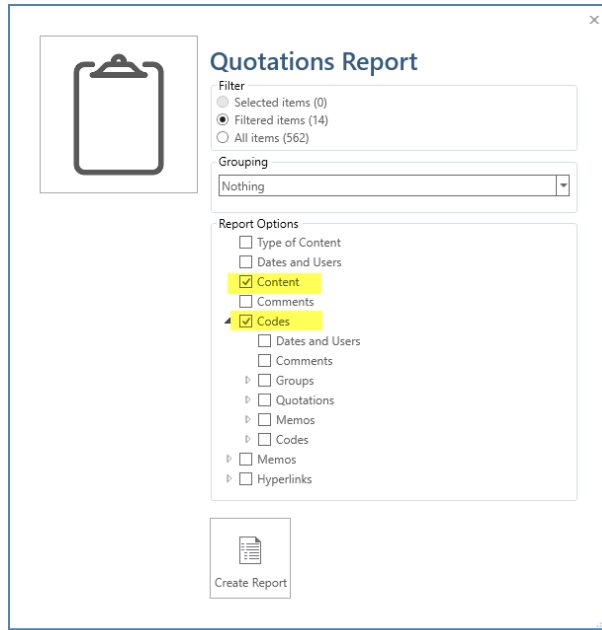 Quotations Report
Filter
Selected items (0)
Filtered items (14)
All items (562)
Grouping
Nothing
Report Options
Type of Content
Dates and Users
Content
Comments
Codes
Dates and Users
Comments
Groups
Quotations
Memos
Codes
Memos
Hyperlinks
Create Report